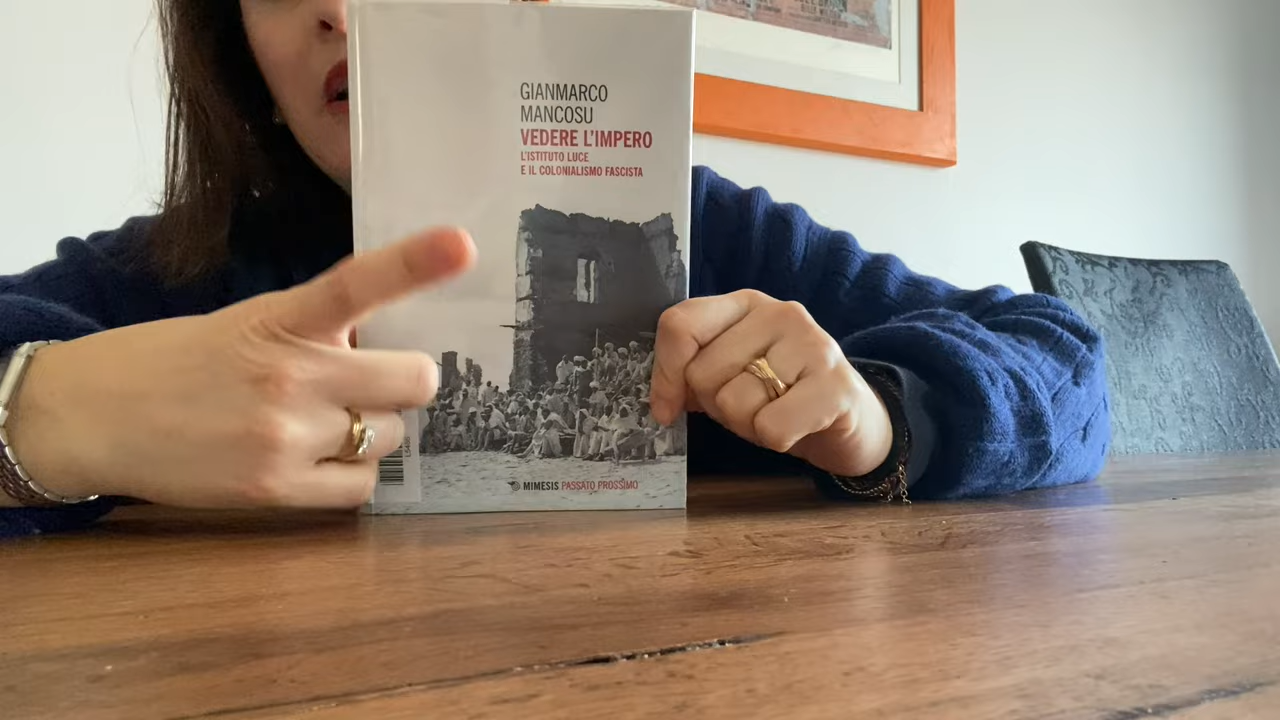 GIANMARCO
MANCOSU
VEDERE L'IMPERO
L'ISTITUTO LUCE
E IL COLONIALISMO FASCISTA
MIMESIS PASSATO PROSSIMO